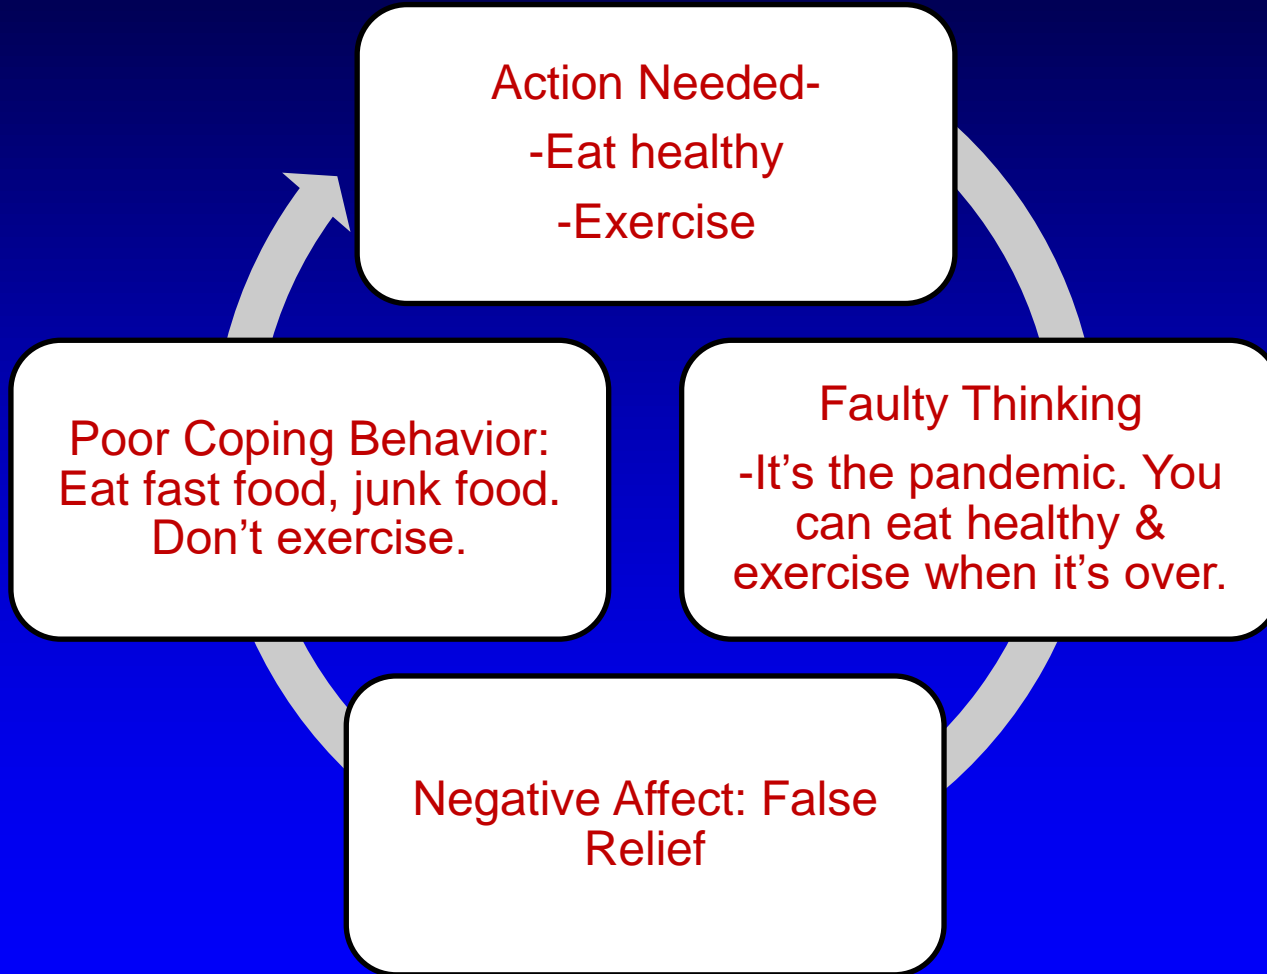 Action Needed-
-Eat healthy
-Exercise
Faulty Thinking
-It’s the pandemic. You
can eat healthy &
exercise when it’s over.
Negative Affect: False
Relief
Poor Coping Behavior:
Eat fast food, junk food.
Don’t exercise.